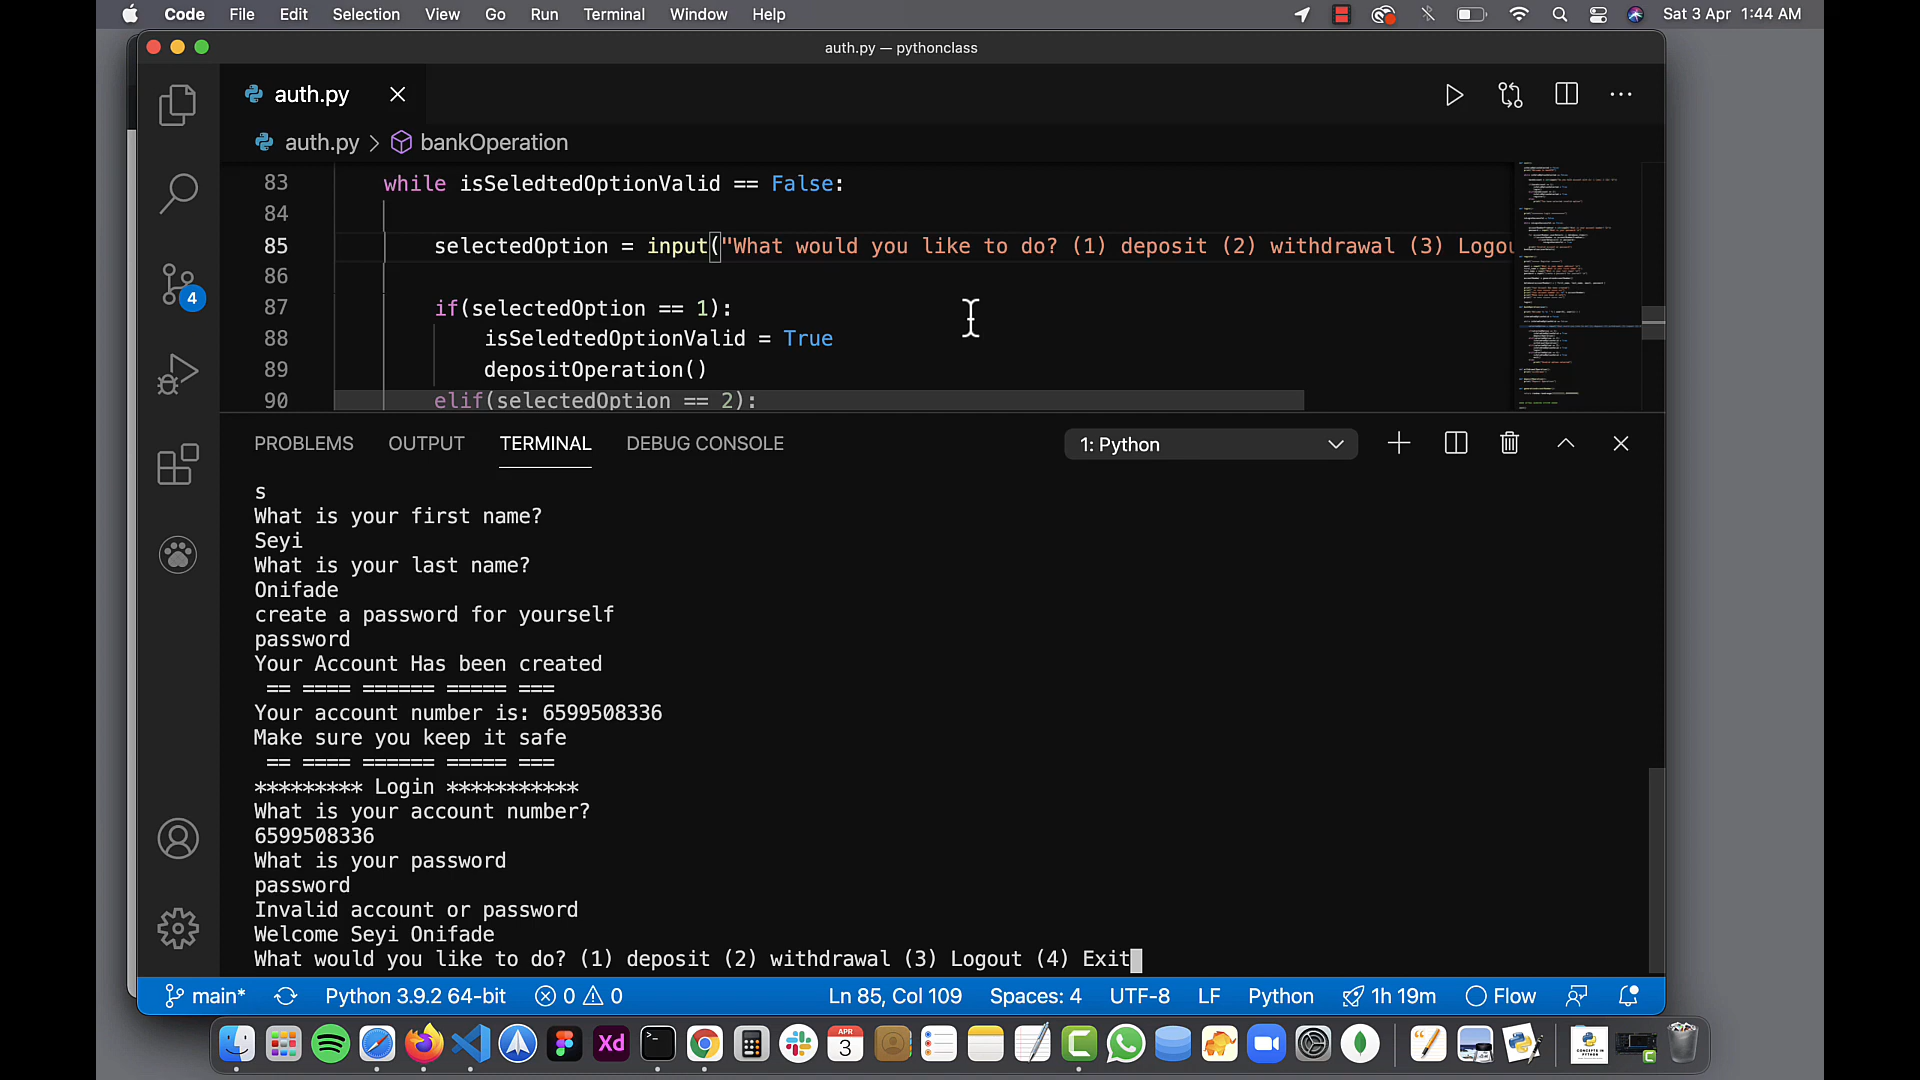 Code File Edit Selection View Go Run Terminal Window Help Sat 3 Apr 1:44 AM
auth.py — pythonclass
auth.py
auth.py > bankOperation
83 while isSeledtedOptionValid == False:
84
85 selectedOption = input("What would you like to do? (1) deposit (2) withdrawal (3) Logou
86
87 if(selectedOption == 1):
88 isSeledtedOptionValid = True
89 depositOperation()
90 elif(selectedOption == 2):
4
PROBLEMS OUTPUT TERMINAL DEBUG CONSOLE 1: Python
s
What is your first name?
Seyi
What is your last name?
Onifade
create a password for yourself
password
Your Account Has been created
== ==== ====== ===== ===
Your account number is: 6599508336
Make sure you keep it safe
== ==== ====== ===== ===
********* Login ***********
What is your account number?
6599508336
What is your password
password
Invalid account or password
Welcome Seyi Onifade
What would you like to do? (1) deposit (2) withdrawal (3) Logout (4) Exit
main* Python 3.9.2 64-bit 0 0 Ln 85, Col 109 Spaces: 4 UTF-8 LF Python 1h 19m Flow
Xd
APR
3